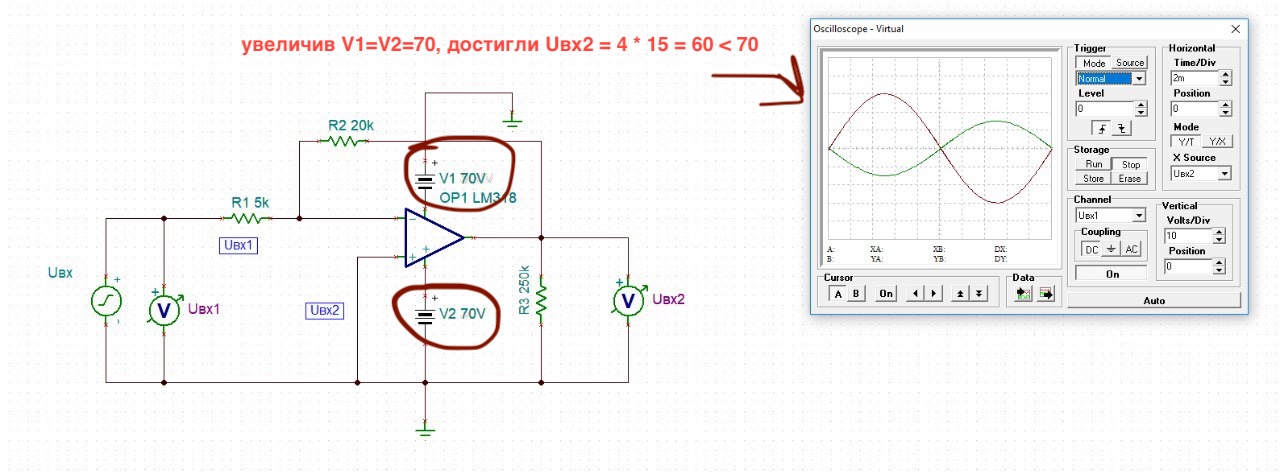 увеличив V1=V2=70, достигли Uвх2 = 4 * 15 = 60 < 70
R2 20k
V1 70V
OP1 LM318
R1 5k
Uвх1
Uвх
Uвх1
Uвх2
V2 70V
R3 250k
Uвх2
Oscilloscope - Virtual
Trigger
Mode
Source
Normal
Level
0
Storage
Run
Stop
Store
Erase
Horizontal
Time/Div
2m
Position
0
Mode
Y/T
Y/X
X Source
Uвх2
Channel
Uвх1
Coupling
DC
AC
On
Vertical
Volts/Div
10
Position
0
Auto
A: XA: XB: DX:
B: YA: YB: DY:
Cursor
A
B
On
Data